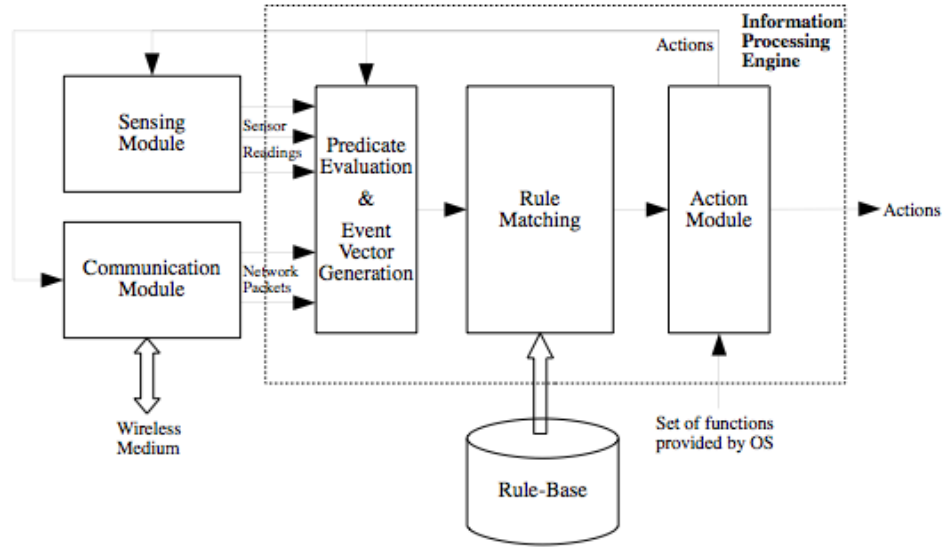 Information
Processing
Engine
Actions
Sensing
Module
Sensor
Readings
Predicate
Evaluation
&
Event
Vector
Generation
Rule
Matching
Action
Module
Actions
Communication
Module
Network
Packets
Wireless
Medium
Set of functions
provided by OS
Rule-Base